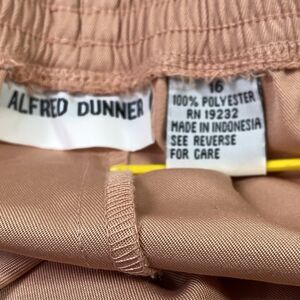 ALFRED DUNNER
16
100% POLYESTER
RN 19232
MADE IN INDONESIA
SEE REVERSE
FOR CARE